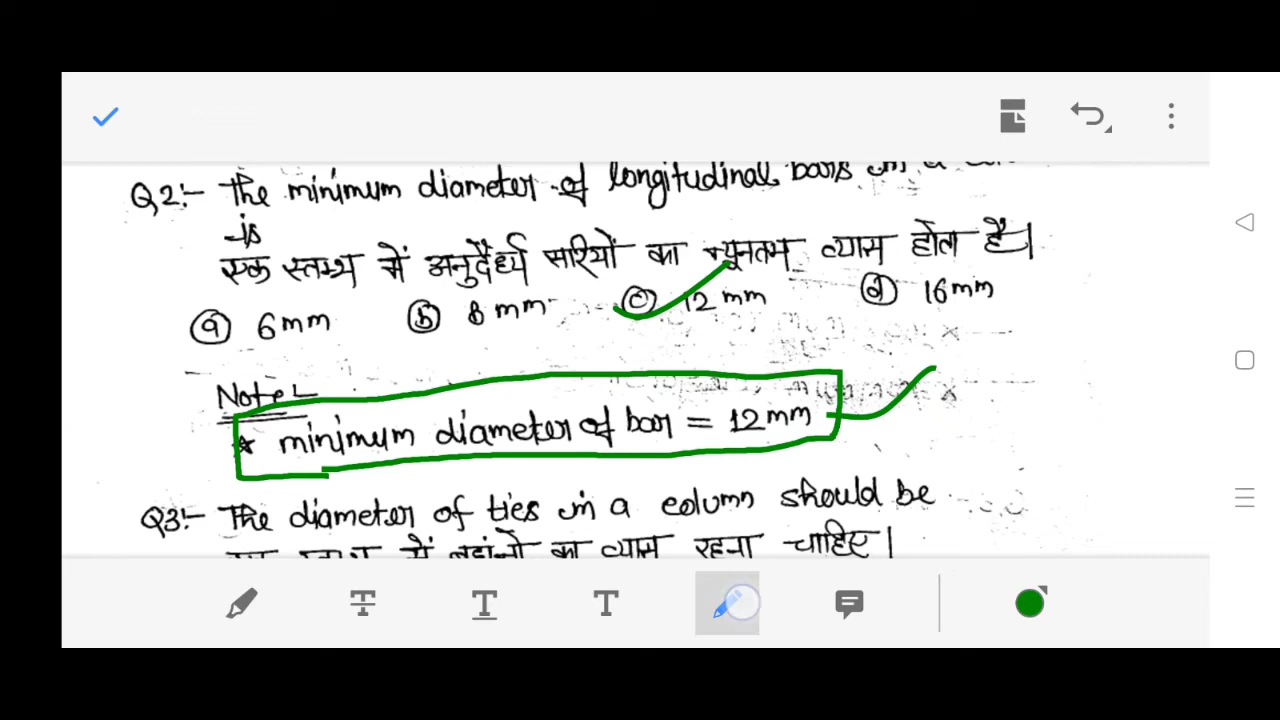 Q2:- The minimum diameter of longitudinal bars in a
is
एक स्तम्भ में अनुदैर्ध्य सरियों का न्यूनतम व्यास होता है।
(a) 6mm (b) 8mm (c) 12mm (d) 16mm
Note:-
* minimum diameter of bar = 12mm
Q3:- The diameter of ties in a column should be
में का व्यास रहना चाहिए।
T T T